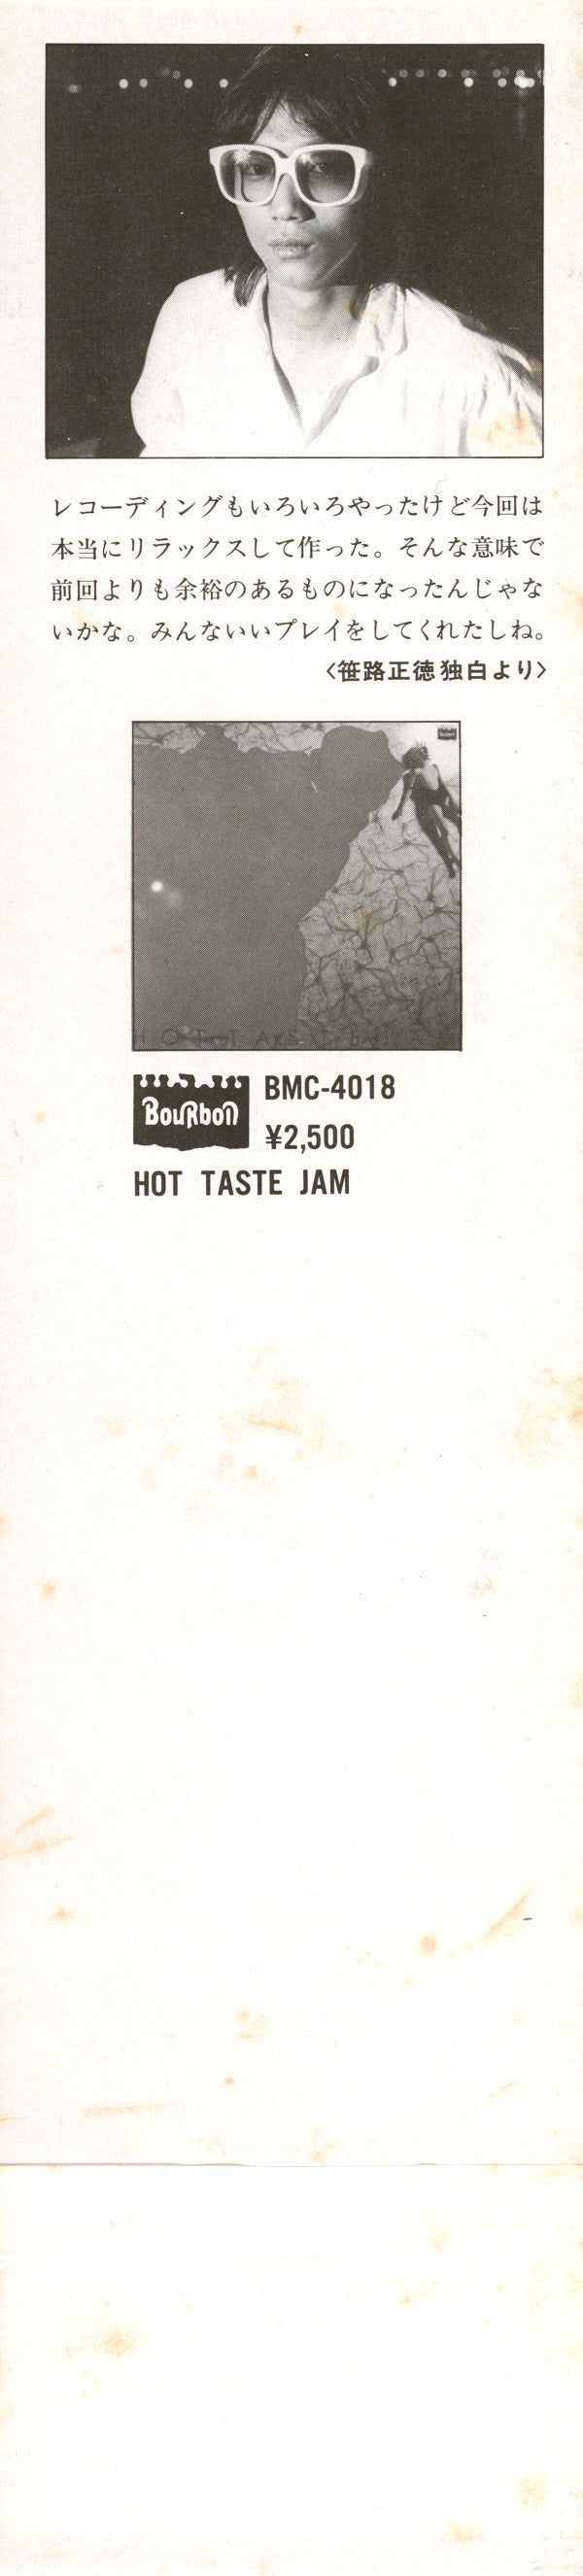 レコーディングもいろいろやったけど今回は
本当にリラックスして作った。そんな意味で
前回よりも余裕のあるものになったんじゃな
いかな。みんないいプレイをしてくれたしね。
〈笹路正徳独白より〉
Bourbon
BMC-4018
¥2,500
HOT TASTE JAM